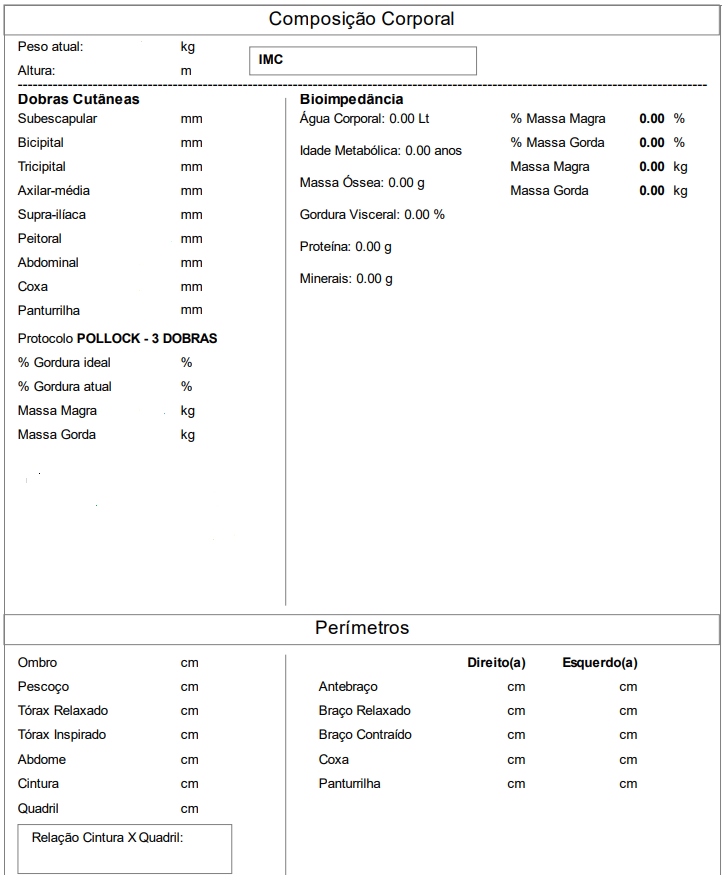 Composição Corporal
Peso atual: kg
IMC
Altura: m
Dobras Cutâneas
Subescapular mm
Bicipital mm
Tricipital mm
Axilar-média mm
Supra-ilíaca mm
Peitoral mm
Abdominal mm
Coxa mm
Panturrilha mm
Protocolo POLLOCK - 3 DOBRAS
% Gordura ideal %
% Gordura atual %
Massa Magra kg
Massa Gorda kg
Bioimpedância
Água Corporal: 0.00 Lt
Idade Metabólica: 0.00 anos
Massa Óssea: 0.00 g
Gordura Visceral: 0.00 %
Proteína: 0.00 g
Minerais: 0.00 g
% Massa Magra 0.00 %
% Massa Gorda 0.00 %
Massa Magra 0.00 kg
Massa Gorda 0.00 kg
Perímetros
Ombro cm
Pescoço cm
Tórax Relaxado cm
Tórax Inspirado cm
Abdome cm
Cintura cm
Quadril cm
Relação Cintura X Quadril:
Direito(a) Esquerdo(a)
Antebraço cm cm
Braço Relaxado cm cm
Braço Contraído cm cm
Coxa cm cm
Panturrilha cm cm